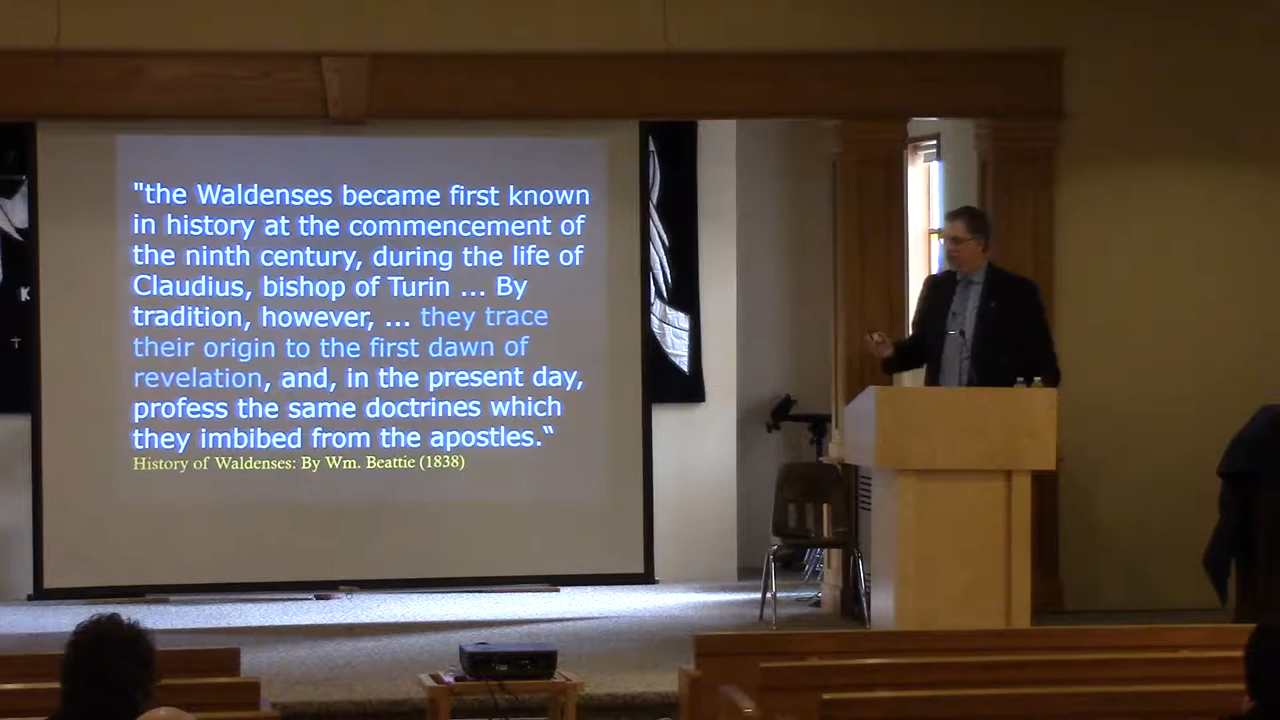 "the Waldenses became first known
in history at the commencement of
the ninth century, during the life of
Claudius, bishop of Turin ... By
tradition, however, ... they trace
their origin to the first dawn of
revelation, and, in the present day,
profess the same doctrines which
they imbibed from the apostles."
History of Waldenses: By Wm. Beattie (1838)
K